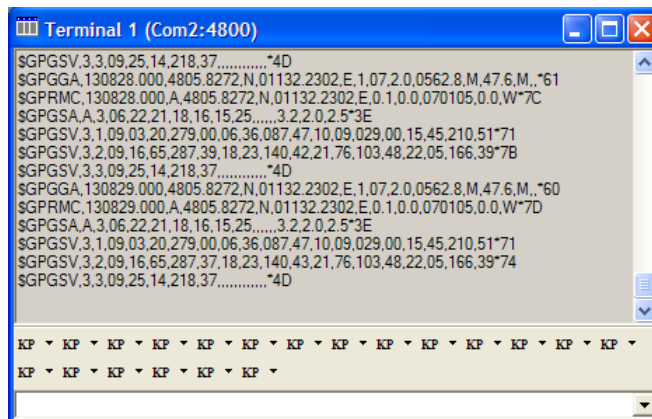 Terminal 1 (Com2:4800)
$GPGSV,3,3,09,25,14,218,37,,,,,,,,,,,,*4D
$GPGGA,130828.000,4805.8272,N,01132.2302,E,1,07,2.0,0562.8,M,47.6,M,,*61
$GPRMC,130828.000,A,4805.8272,N,01132.2302,E,0.1,0.0,070105,0.0,W*7C
$GPGSA,A,3,06,22,21,18,16,15,25,,,,,,3.2,2.0,2.5*3E
$GPGSV,3,1,09,03,20,279,00,06,36,087,47,10,09,029,00,15,45,210,51*71
$GPGSV,3,2,09,16,65,287,39,18,23,140,42,21,76,103,48,22,05,166,39*7B
$GPGSV,3,3,09,25,14,218,37,,,,,,,,,,,,*4D
$GPGGA,130829.000,4805.8272,N,01132.2302,E,1,07,2.0,0562.8,M,47.6,M,,*60
$GPRMC,130829.000,A,4805.8272,N,01132.2302,E,0.1,0.0,070105,0.0,W*7D
$GPGSA,A,3,06,22,21,18,16,15,25,,,,,,3.2,2.0,2.5*3E
$GPGSV,3,1,09,03,20,279,00,06,36,087,47,10,09,029,00,15,45,210,51*71
$GPGSV,3,2,09,16,65,287,37,18,23,140,43,21,76,103,48,22,05,166,39*74
$GPGSV,3,3,09,25,14,218,37,,,,,,,,,,,,*4D
KP KP KP KP KP KP KP KP KP KP KP KP KP KP
KP KP KP KP KP KP